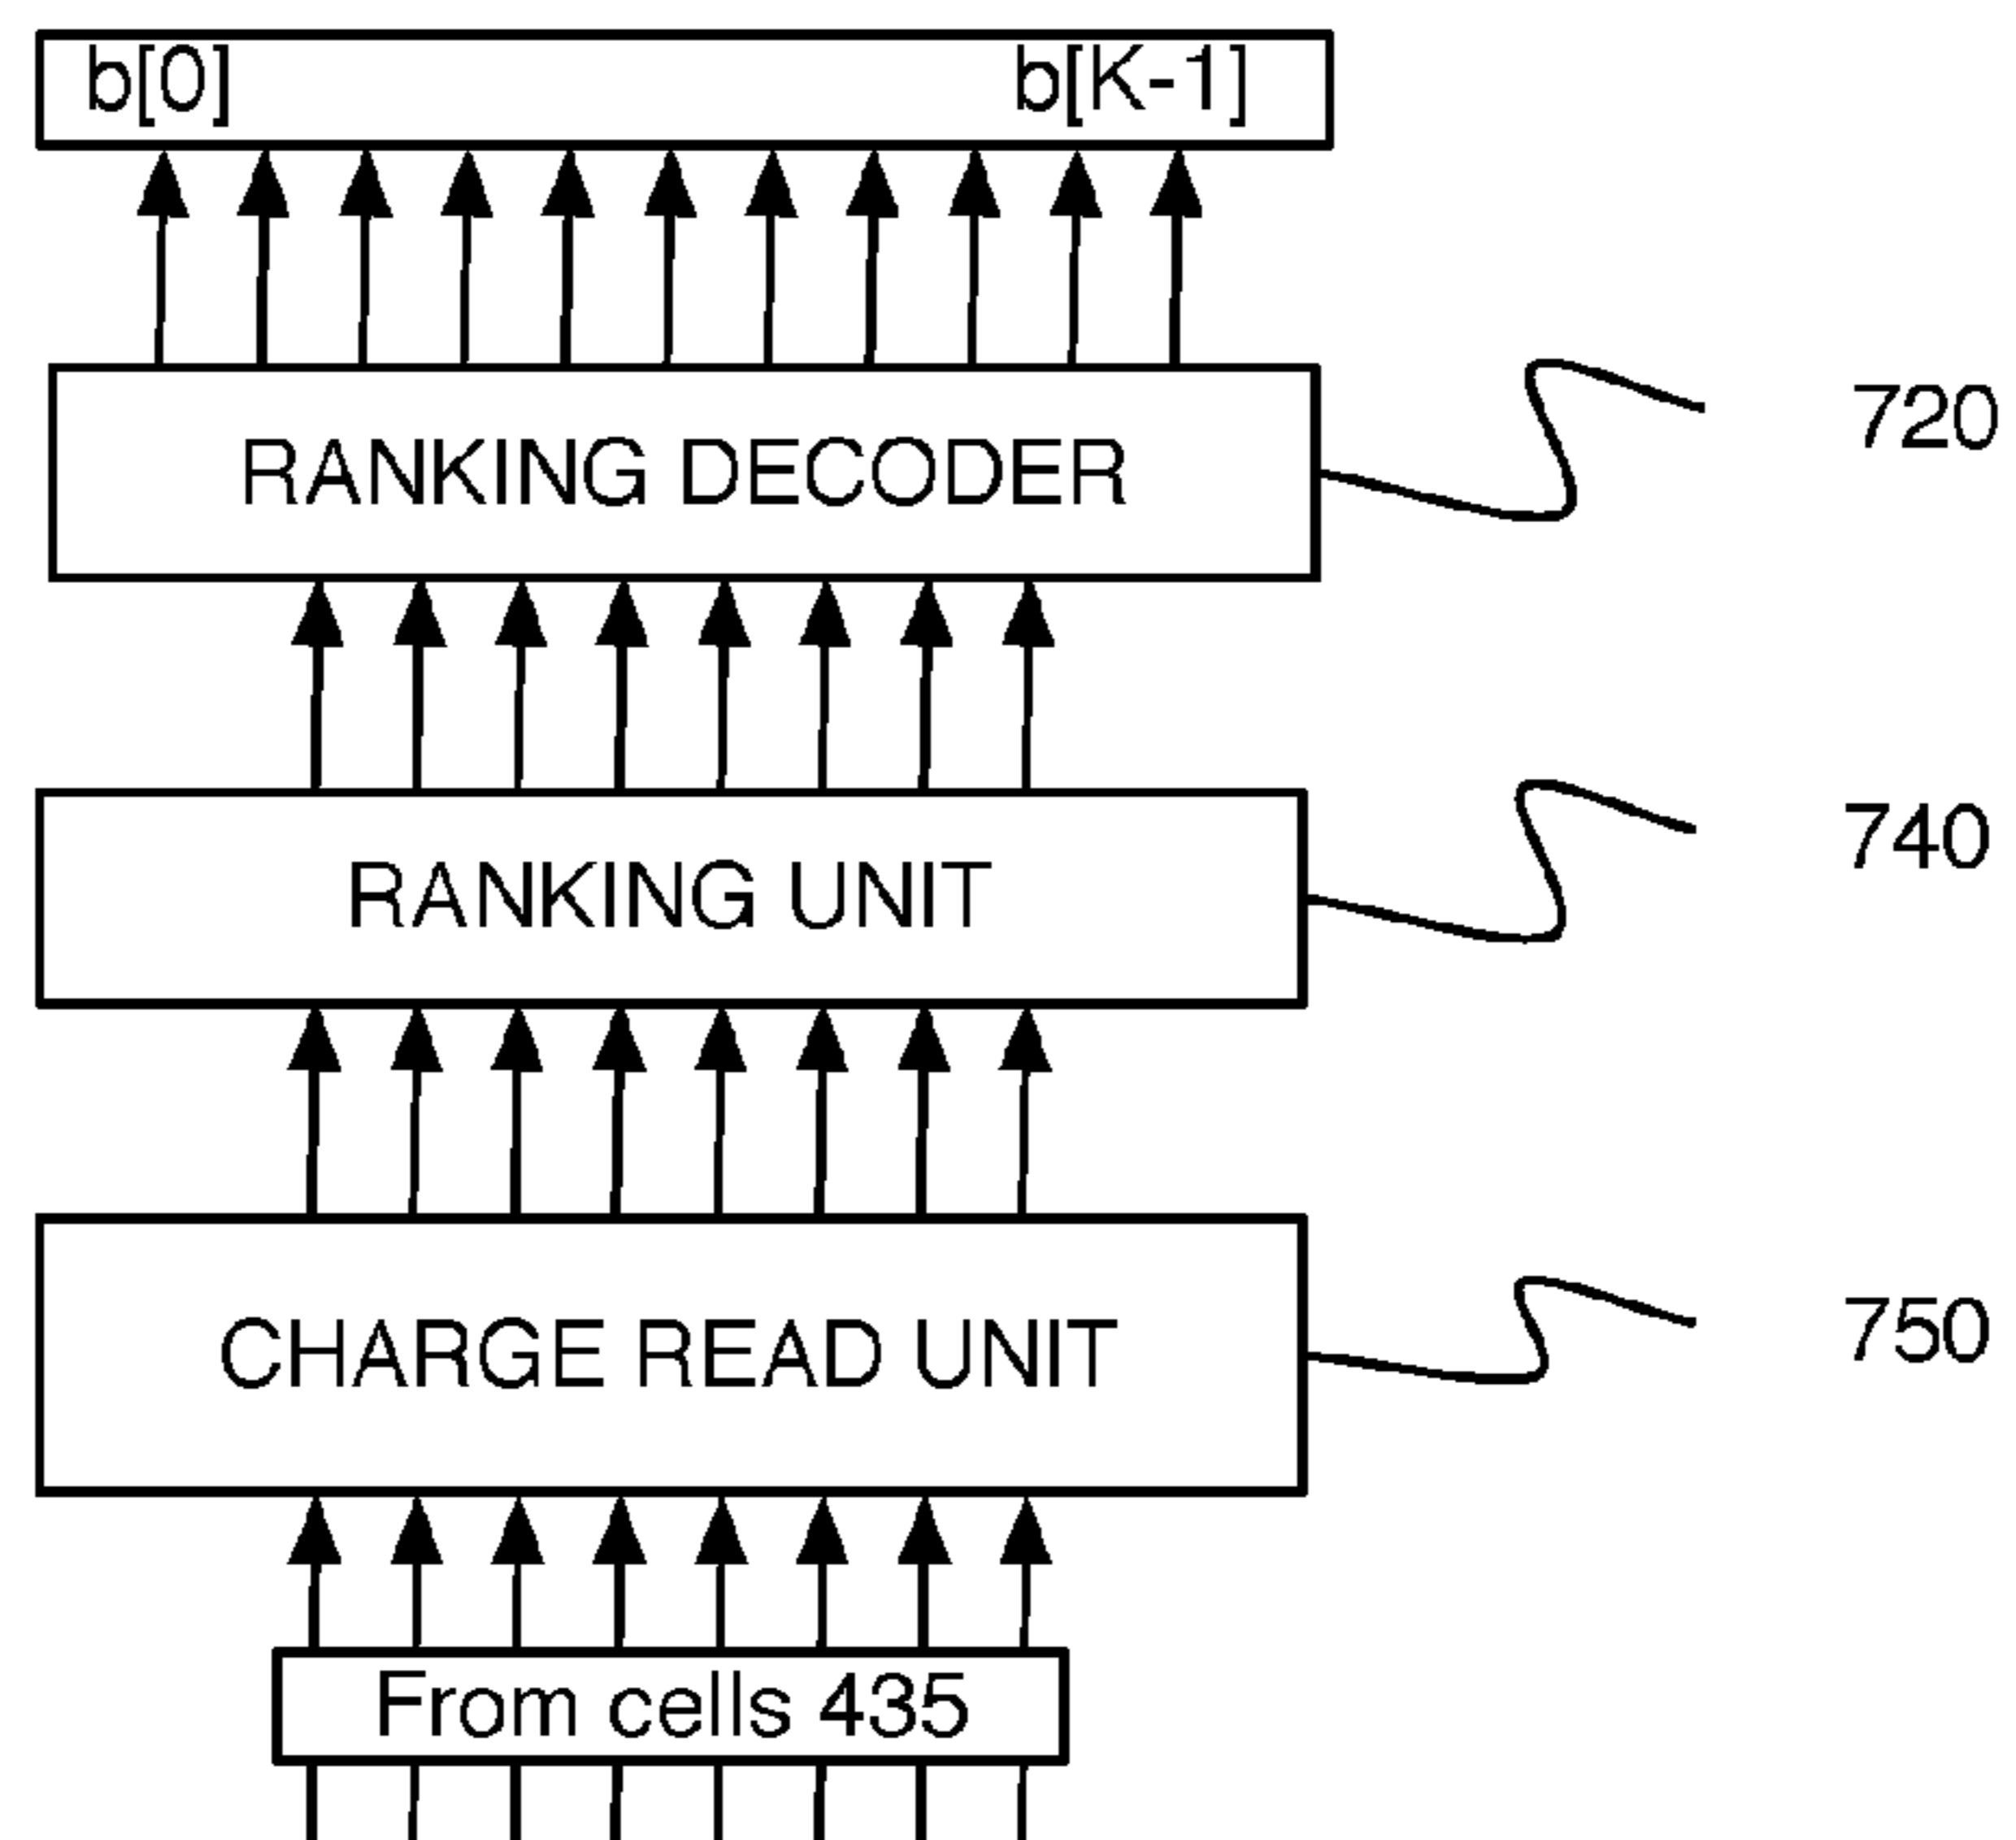 b[0] b[K-1]
RANKING DECODER
720
RANKING UNIT
740
CHARGE READ UNIT
750
From cells 435